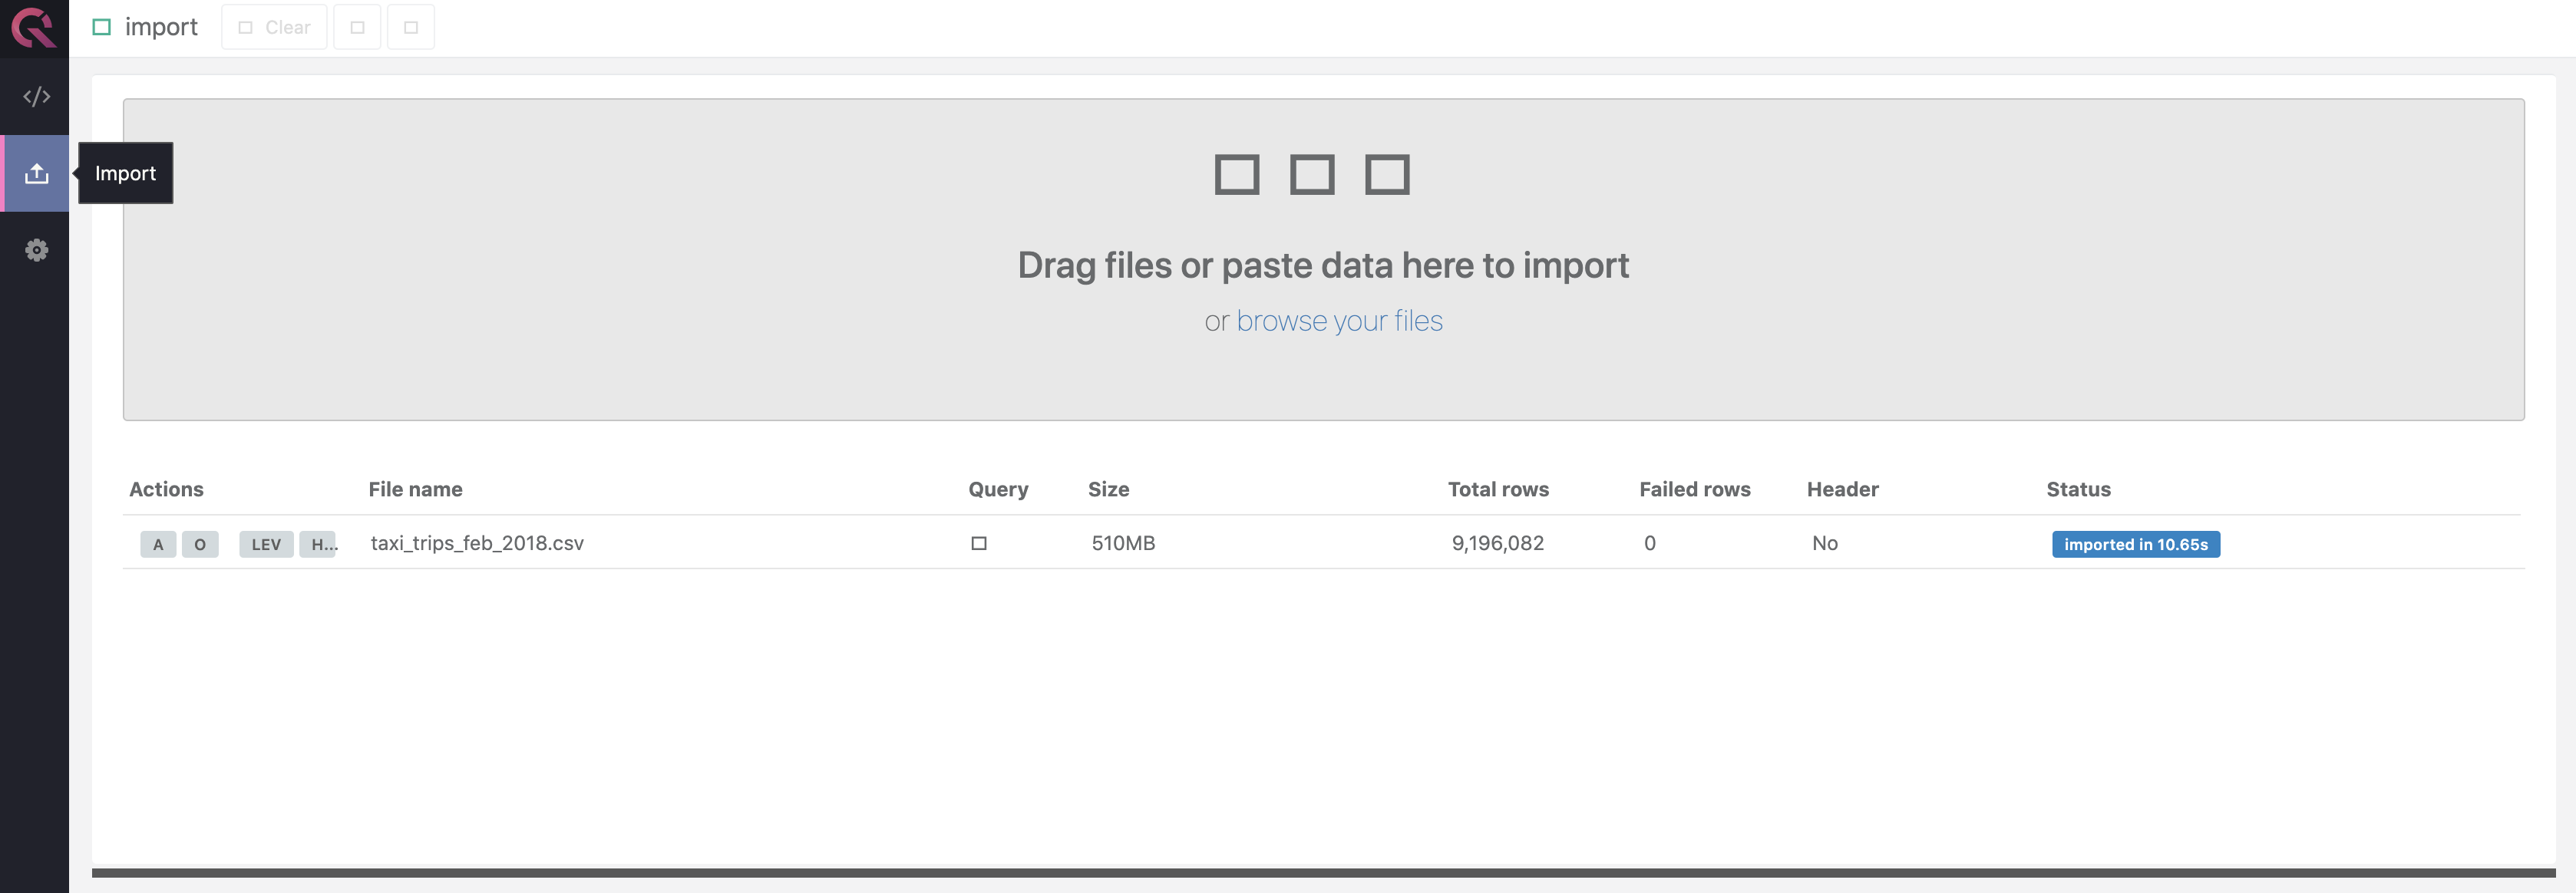 import Clear
Import
Drag files or paste data here to import
or browse your files
Actions File name Query Size Total rows Failed rows Header Status
A O LEV H... taxi_trips_feb_2018.csv 510MB 9,196,082 0 No imported in 10.65s